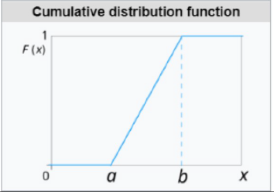 Cumulative distribution function
1
F(x)
0 a b x